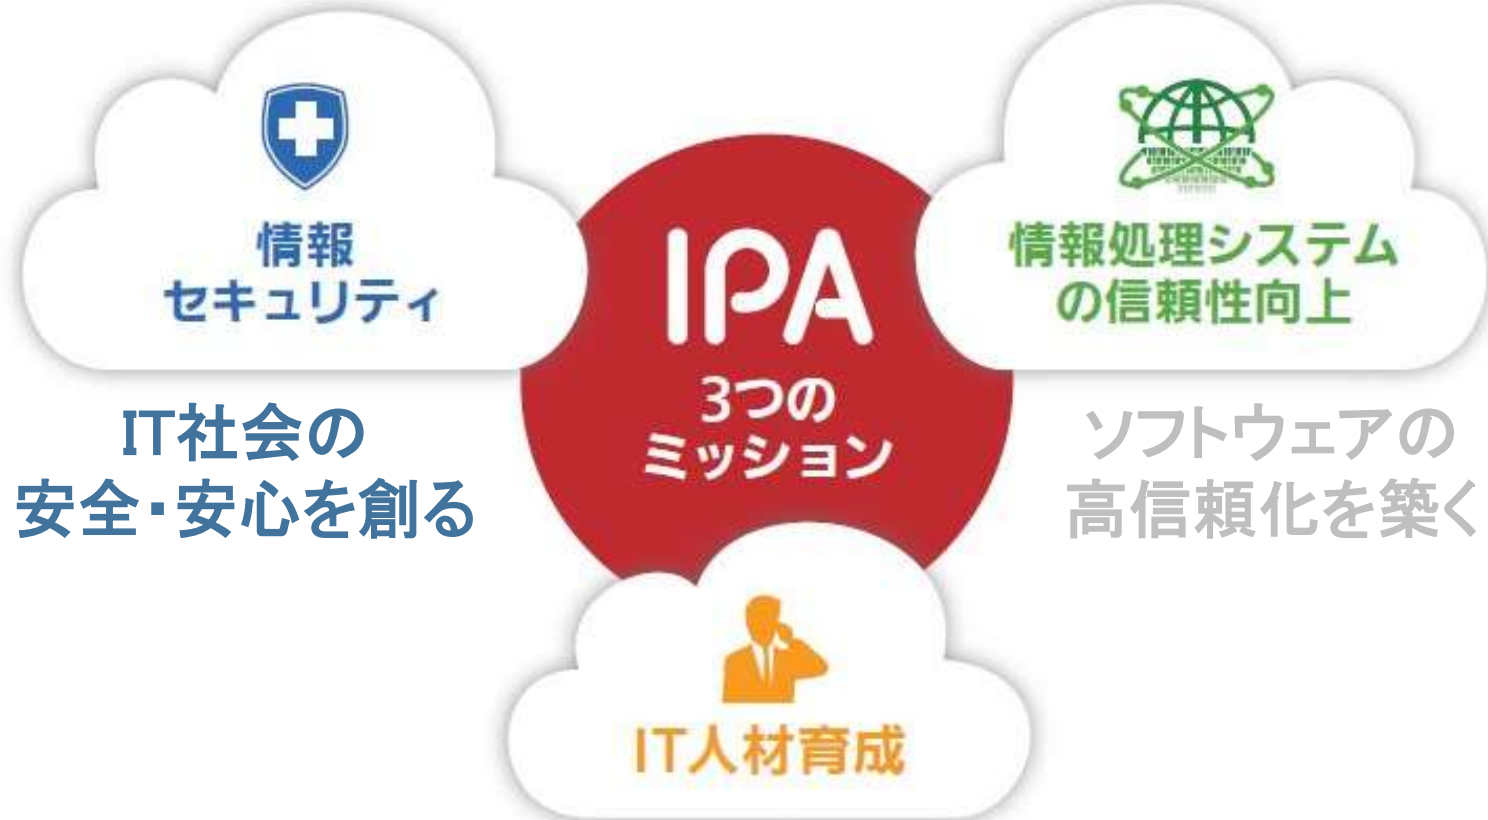 情報
セキュリティ
IT社会の
安全・安心を創る
IPA
3つの
ミッション
情報処理システム
の信頼性向上
ソフトウェアの
高信頼化を築く
IT人材育成